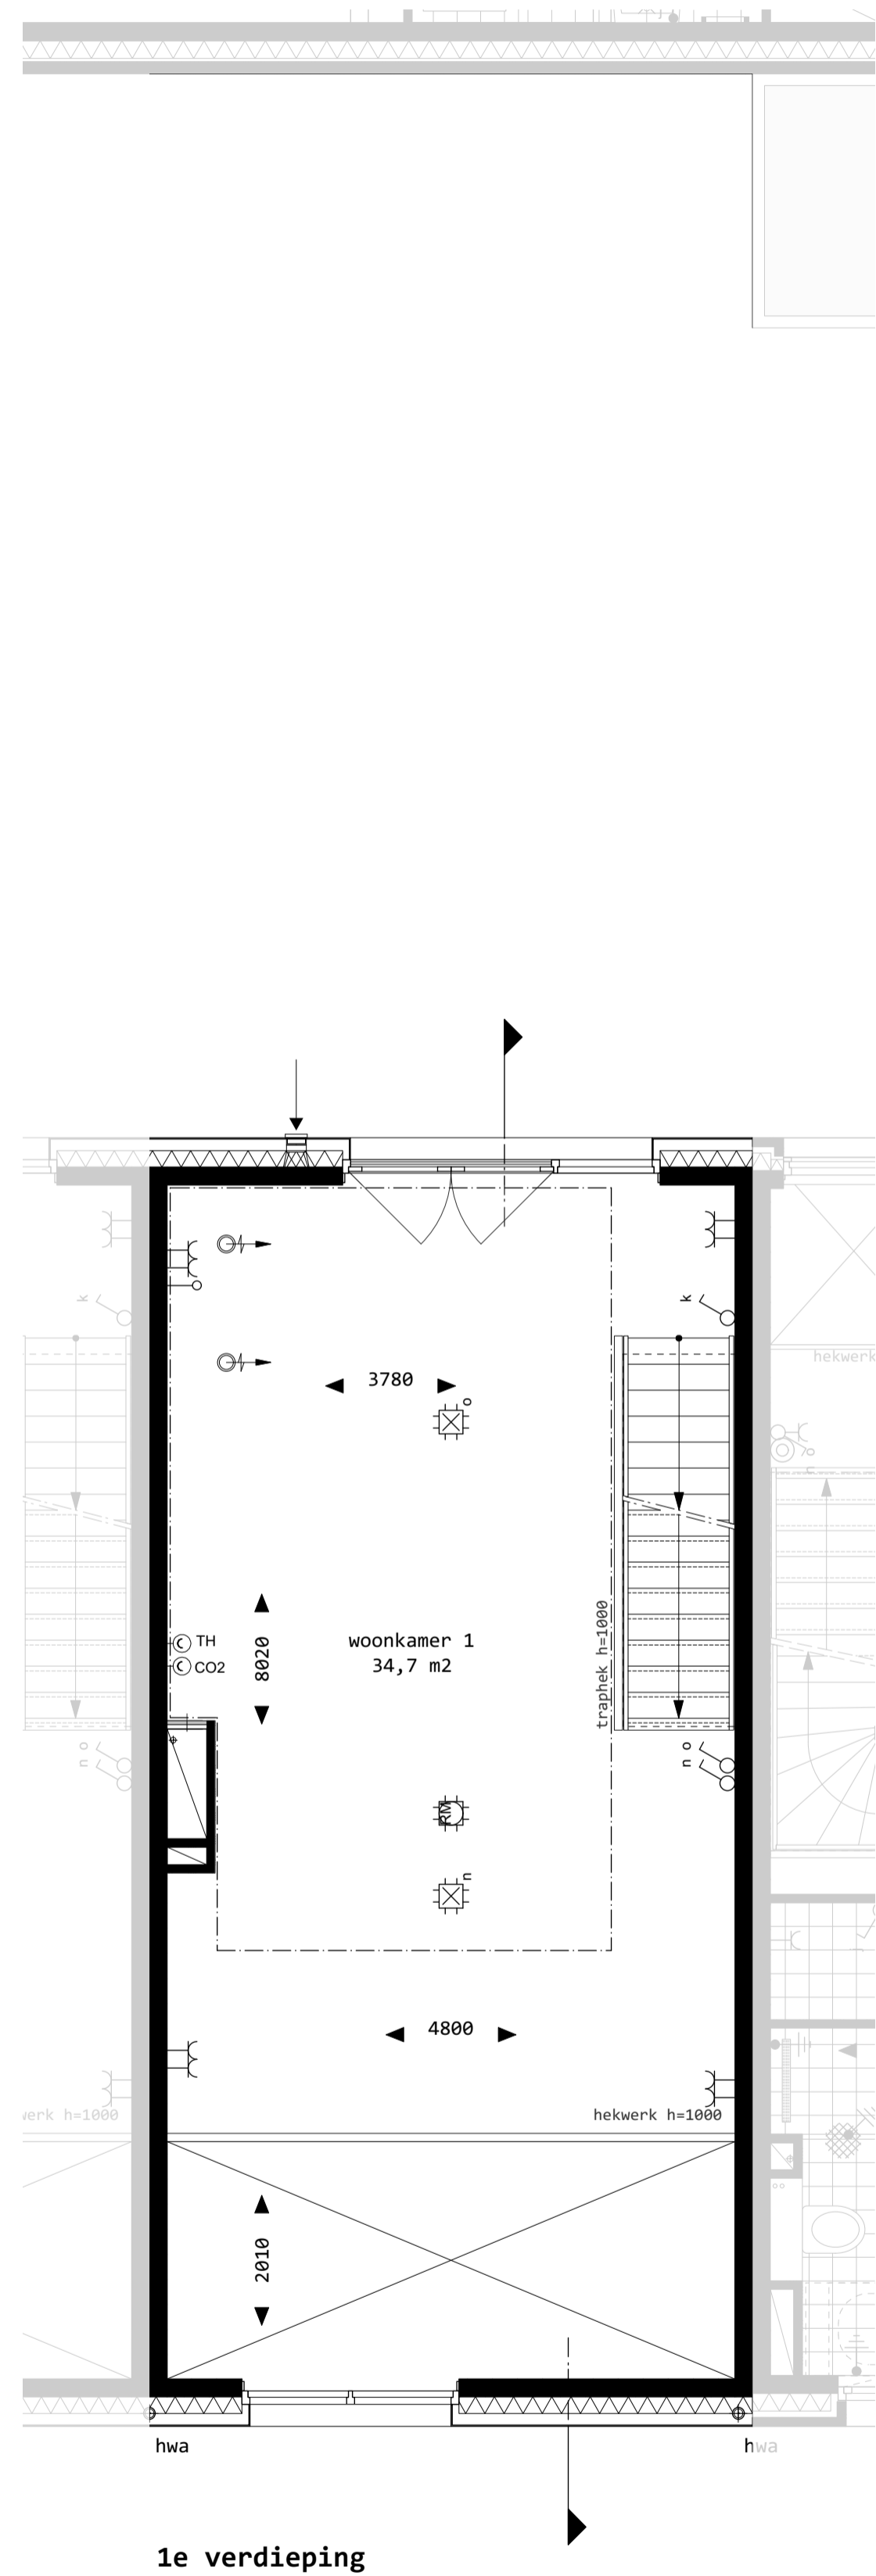 k
k
hekwerk
3780
o
n o
traphek h=1000
TH
CO2
8020
woonkamer 1
34,7 m2
n o
n o
RM
n
4800
werk h=1000
hekwerk h=1000
2010
hwa
hwa
1e verdieping